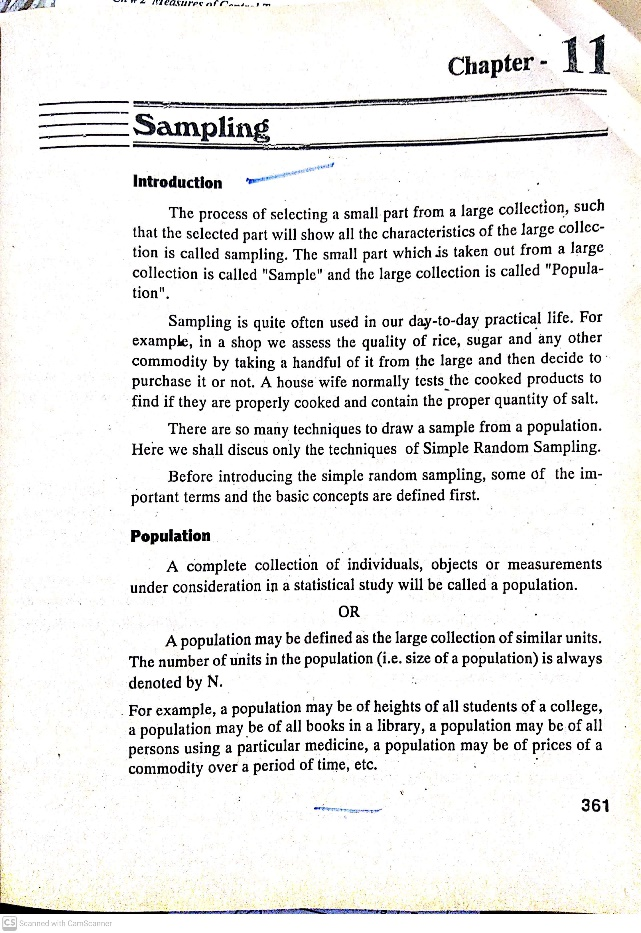 Chapter - 11
Sampling
Introduction
The process of selecting a small part from a large collection, such
that the selected part will show all the characteristics of the large collec-
tion is called sampling. The small part which is taken out from a large
collection is called "Sample" and the large collection is called "Popula-
tion".
Sampling is quite often used in our day-to-day practical life. For
example, in a shop we assess the quality of rice, sugar and any other
commodity by taking a handful of it from the large and then decide to
purchase it or not. A house wife normally tests the cooked products to
find if they are properly cooked and contain the proper quantity of salt.
There are so many techniques to draw a sample from a population.
Here we shall discus only the techniques of Simple Random Sampling.
Before introducing the simple random sampling, some of the im-
portant terms and the basic concepts are defined first.
Population
A complete collection of individuals, objects or measurements
under consideration in a statistical study will be called a population.
OR
A population may be defined as the large collection of similar units.
The number of units in the population (i.e. size of a population) is always
denoted by N.
For example, a population may be of heights of all students of a college,
a population may be of all books in a library, a population may be of all
persons using a particular medicine, a population may be of prices of a
commodity over a period of time, etc.
361
CS Scanned with CamScanner